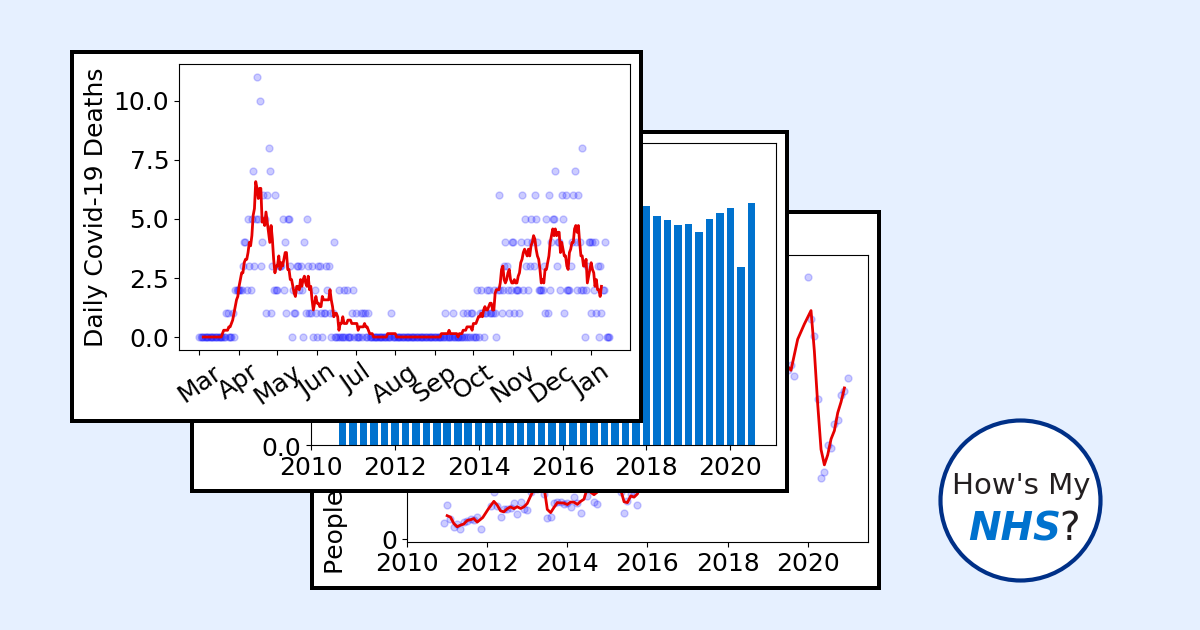 Daily Covid-19 Deaths
10.0
7.5
5.0
2.5
0.0
Mar Apr May Jun Jul Aug Sep Oct Nov Dec Jan
0.0
2010 2012 2014 2016 2018 2020
People
0
2010 2012 2014 2016 2018 2020
How's My
NHS?